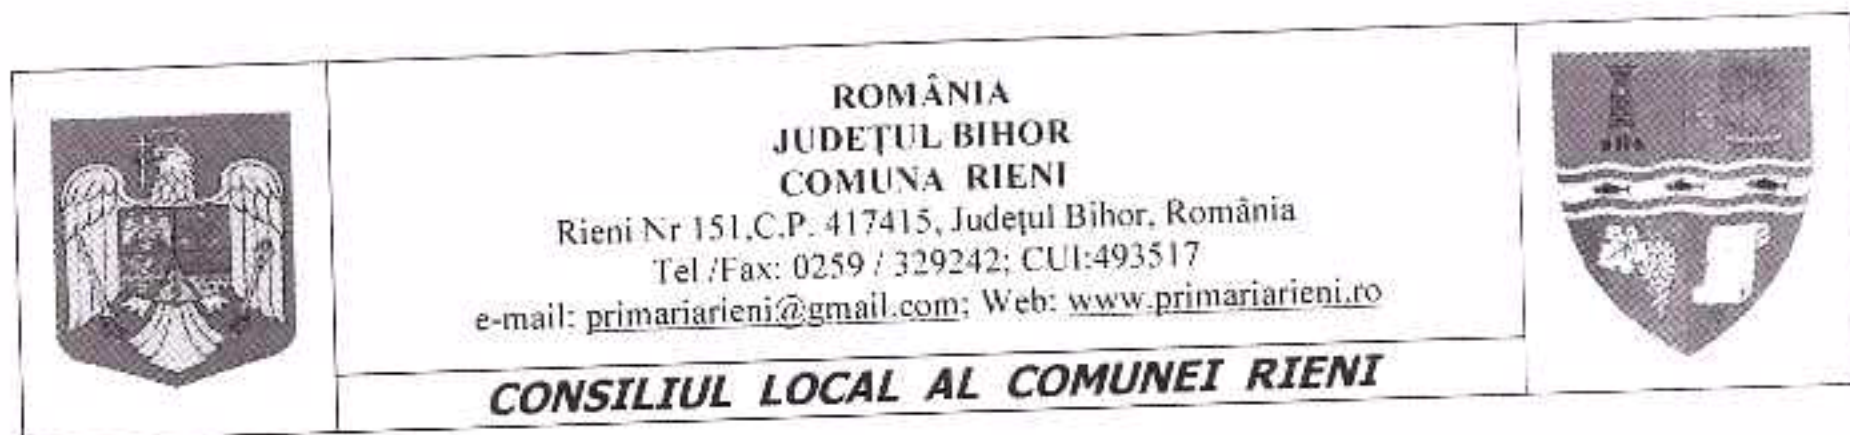 ROMÂNIA
JUDEȚUL BIHOR
COMUNA RIENI
Rieni Nr 151,C.P. 417415, Județul Bihor, România
Tel /Fax: 0259 / 329242; CUI:493517
e-mail: primariarieni@gmail.com; Web: www.primariarieni.ro
CONSILIUL LOCAL AL COMUNEI RIENI